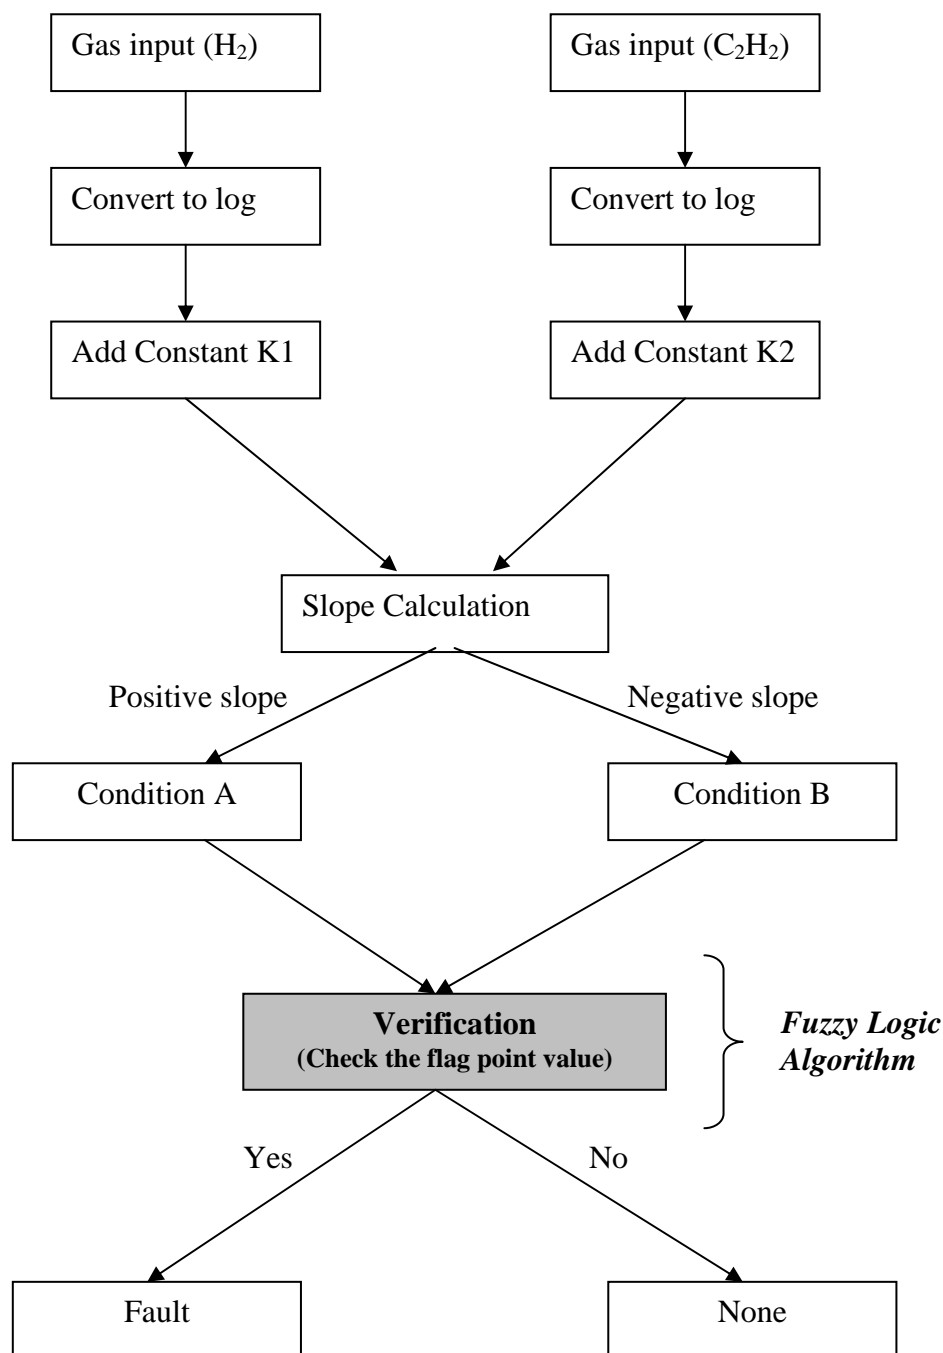 Gas input (H₂)
Gas input (C₂H₂)
Convert to log
Convert to log
Add Constant K1
Add Constant K2
Slope Calculation
Positive slope
Negative slope
Condition A
Condition B
Verification
(Check the flag point value)
Fuzzy Logic
Algorithm
Yes
No
Fault
None